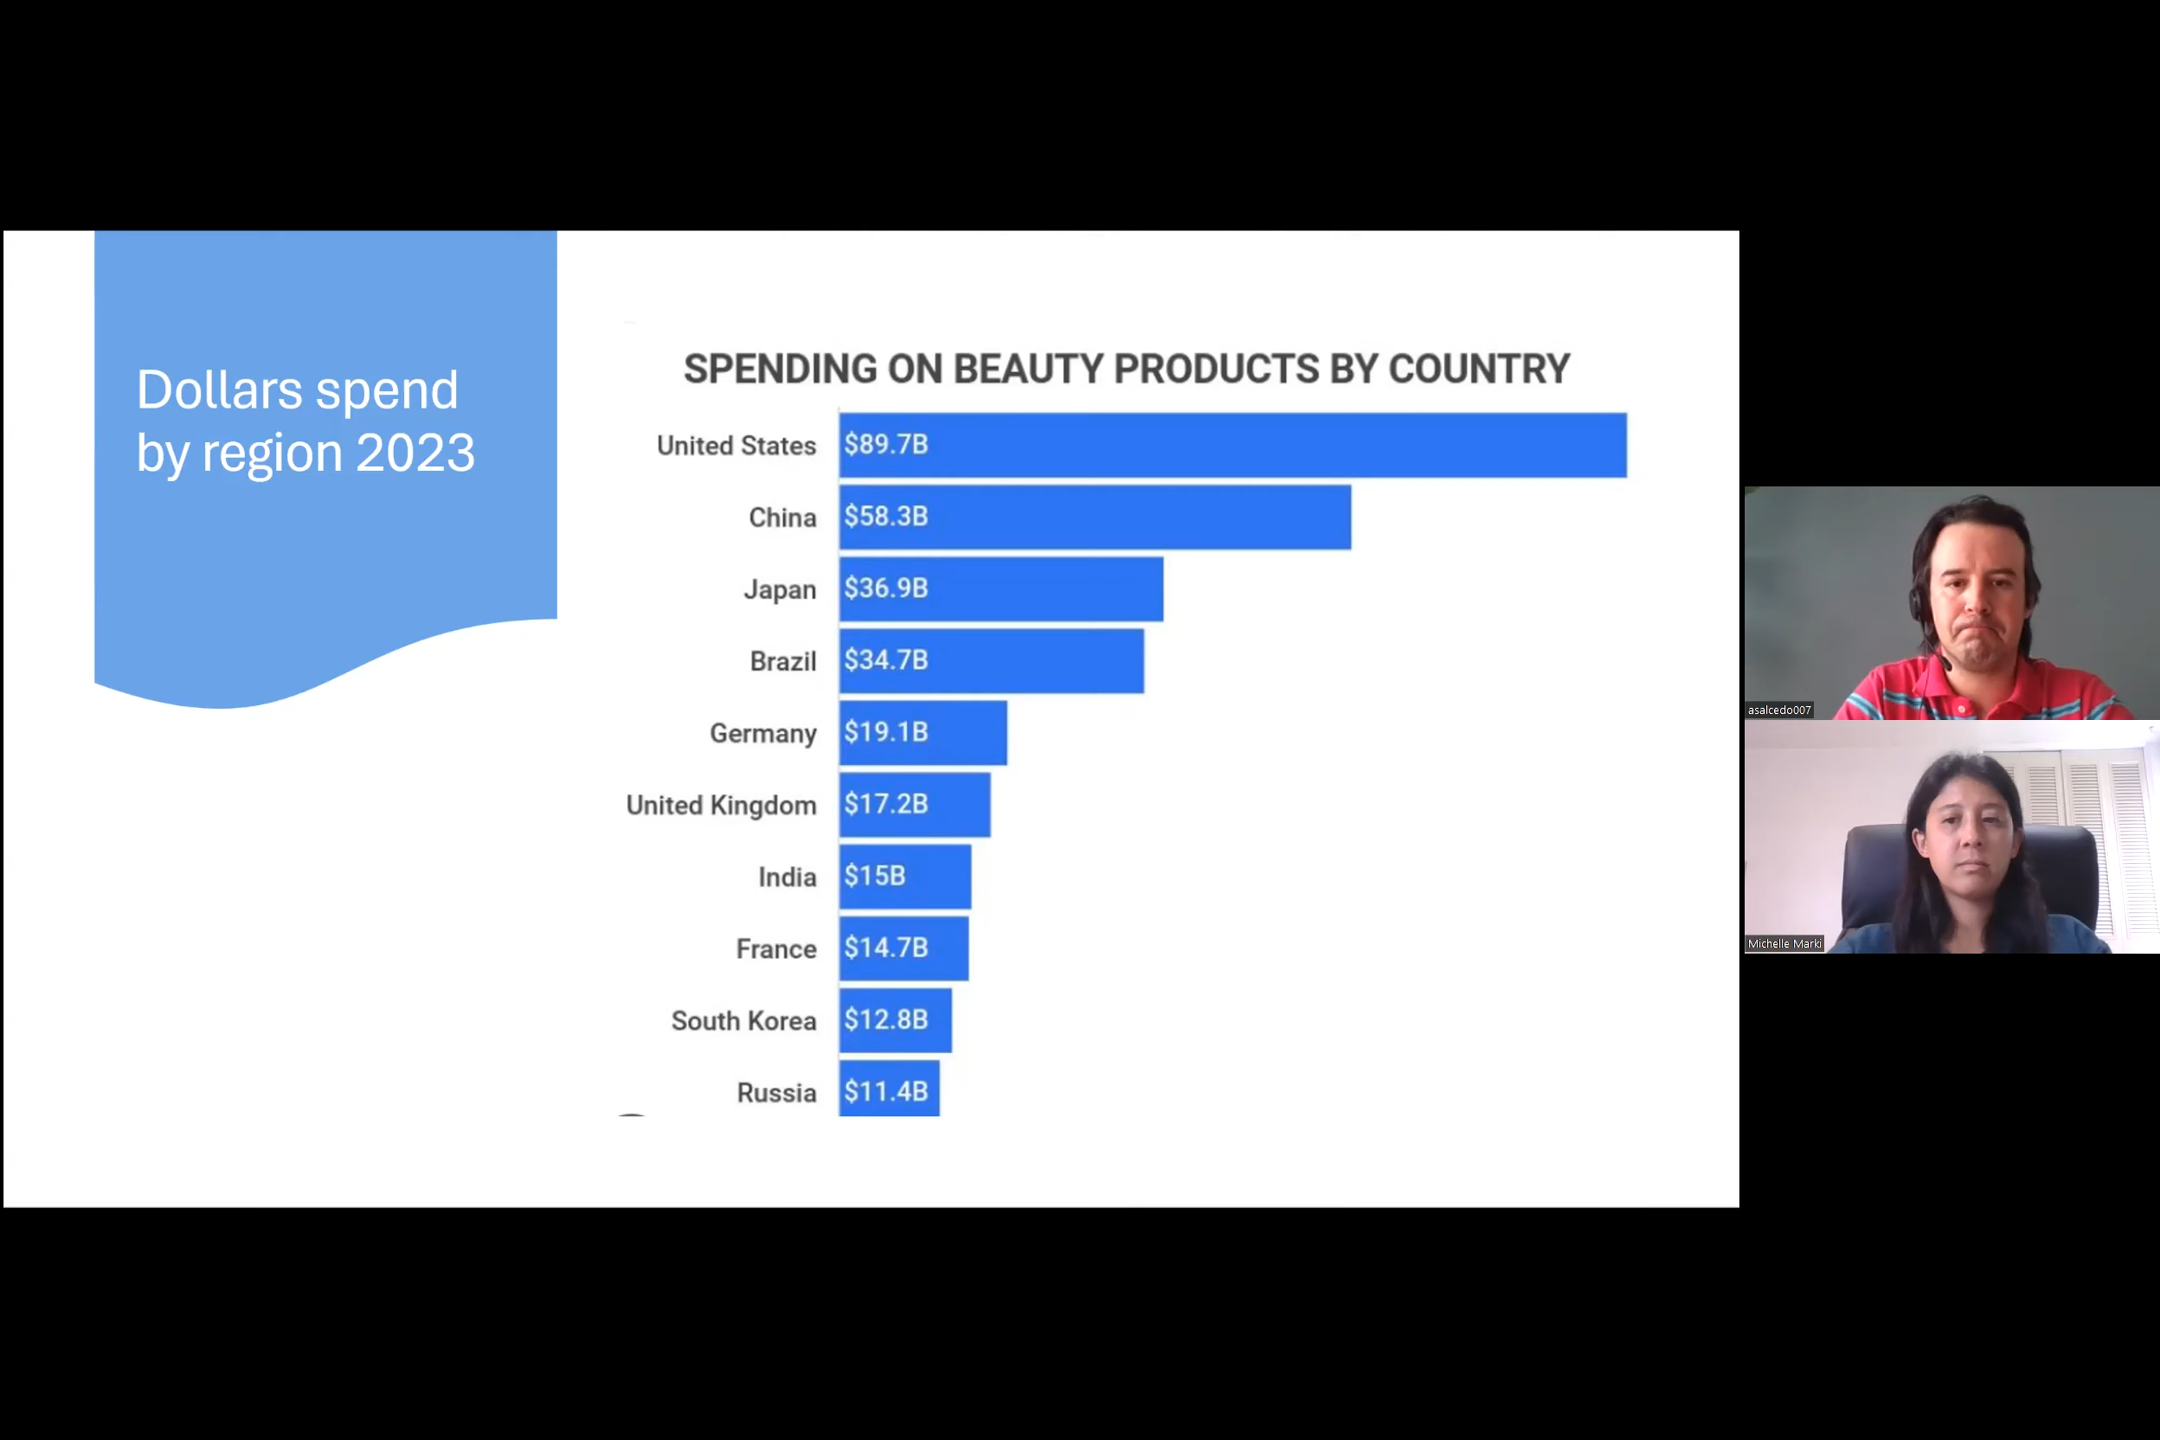 Dollars spend
by region 2023
SPENDING ON BEAUTY PRODUCTS BY COUNTRY
United States $89.7B
China $58.3B
Japan $36.9B
Brazil $34.7B
Germany $19.1B
United Kingdom $17.2B
India $15B
France $14.7B
South Korea $12.8B
Russia $11.4B
asalcedo007
Michelle Marki